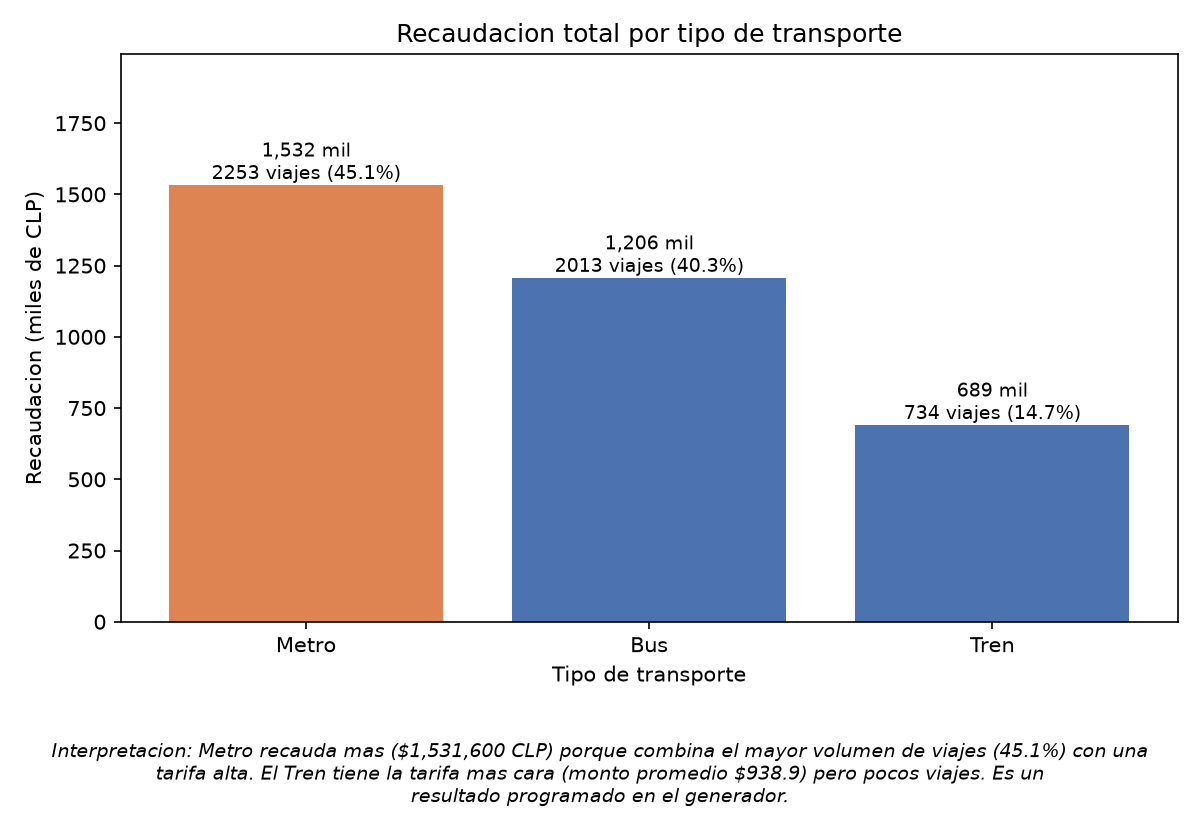 Recaudacion total por tipo de transporte
Recaudacion (miles de CLP)
1750
1500
1250
1000
750
500
250
0
1,532 mil
2253 viajes (45.1%)
1,206 mil
2013 viajes (40.3%)
689 mil
734 viajes (14.7%)
Metro
Bus
Tren
Tipo de transporte
Interpretacion: Metro recauda mas ($1,531,600 CLP) porque combina el mayor volumen de viajes (45.1%) con una
tarifa alta. El Tren tiene la tarifa mas cara (monto promedio $938.9) pero pocos viajes. Es un
resultado programado en el generador.